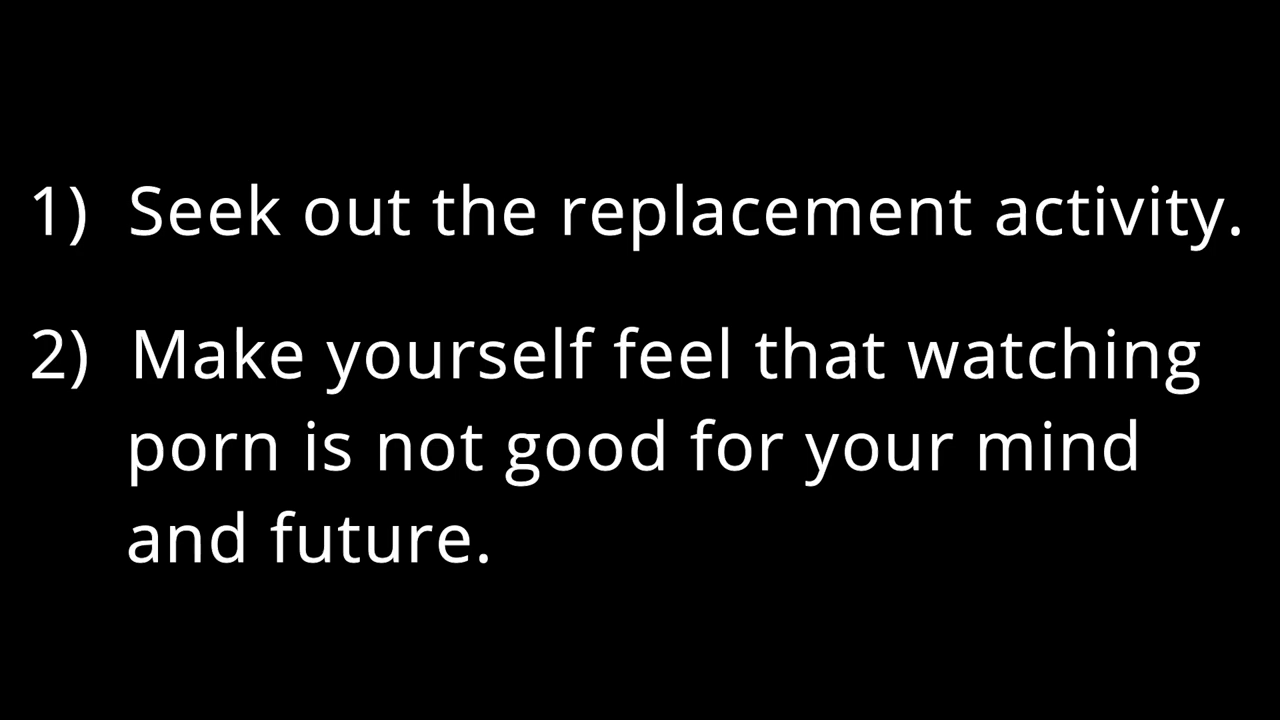 1) Seek out the replacement activity.
2) Make yourself feel that watching
porn is not good for your mind
and future.